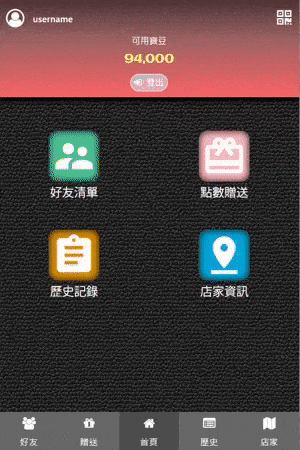 username
可用寶豆
94,000
登出
好友清單
點數贈送
歷史記錄
店家資訊
好友
贈送
首頁
歷史
店家